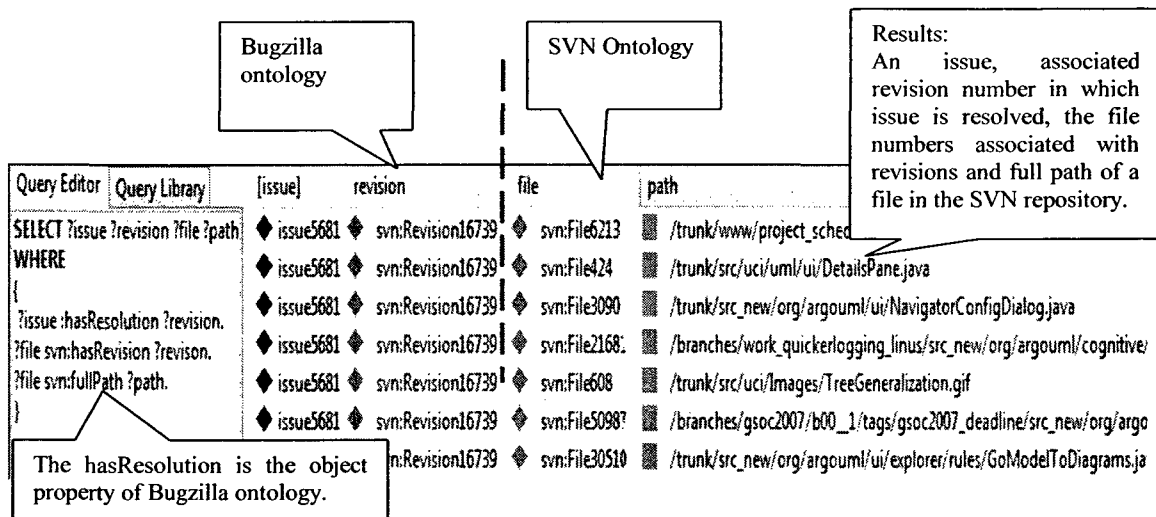 Bugzilla
ontology
SVN Ontology
Results:
An issue, associated
revision number in which
issue is resolved, the file
numbers associated with
revisions and full path of a
file in the SVN repository.
Query Editor Query Library
[issue] revision file path
SELECT ?issue ?revision ?file ?path
WHERE
{
?issue :hasResolution ?revision.
?file svn:hasRevision ?revison.
?file svn:fullPath ?path.
}
issue5681 svn:Revision16739 svn:File6213 /trunk/www/project_sched
issue5681 svn:Revision16739 svn:File424 /trunk/src/uci/uml/ui/DetailsPane.java
issue5681 svn:Revision16739 svn:File3090 /trunk/src_new/org/argouml/ui/NavigatorConfigDialog.java
issue5681 svn:Revision16739 /branches/work_quickerlogging_linus/src_new/org/argouml/cognitive/
issue5681 svn:Revision16739 svn:File608 /trunk/src/uci/Images/TreeGeneralization.gif
issue5681 svn:Revision16739 /branches/gsoc2007/b00_1/tags/gsoc2007_deadline/src_new/org/argo
svn:Revision16739 svn:File30510 /trunk/src_new/org/argouml/ui/explorer/rules/GoModelToDiagrams.ja
The hasResolution is the object
property of Bugzilla ontology.